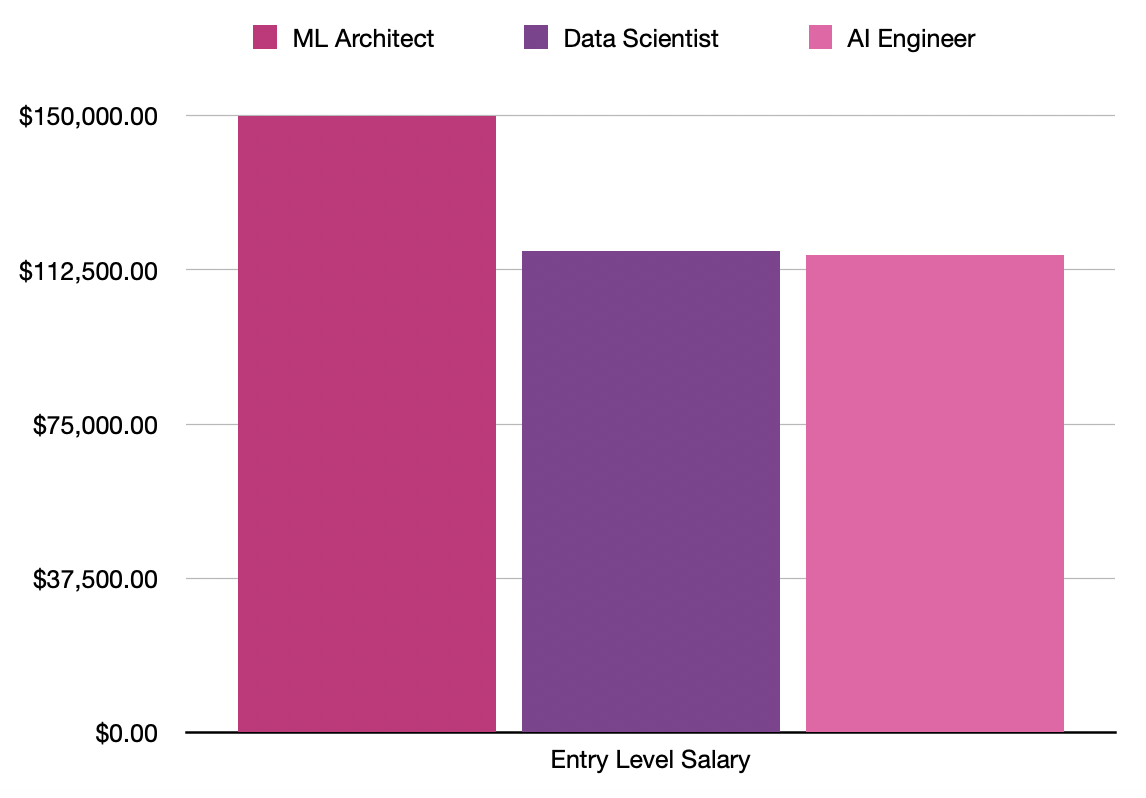 ML Architect
Data Scientist
AI Engineer
$150,000.00
$112,500.00
$75,000.00
$37,500.00
$0.00
Entry Level Salary